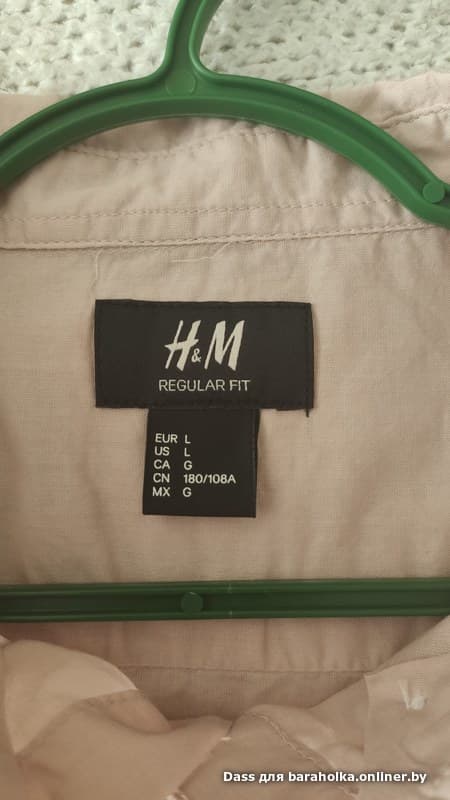 H&M
REGULAR FIT
EUR L
US L
CA G
CN 180/108A
MX G
Dass для baraholka.onliner.by